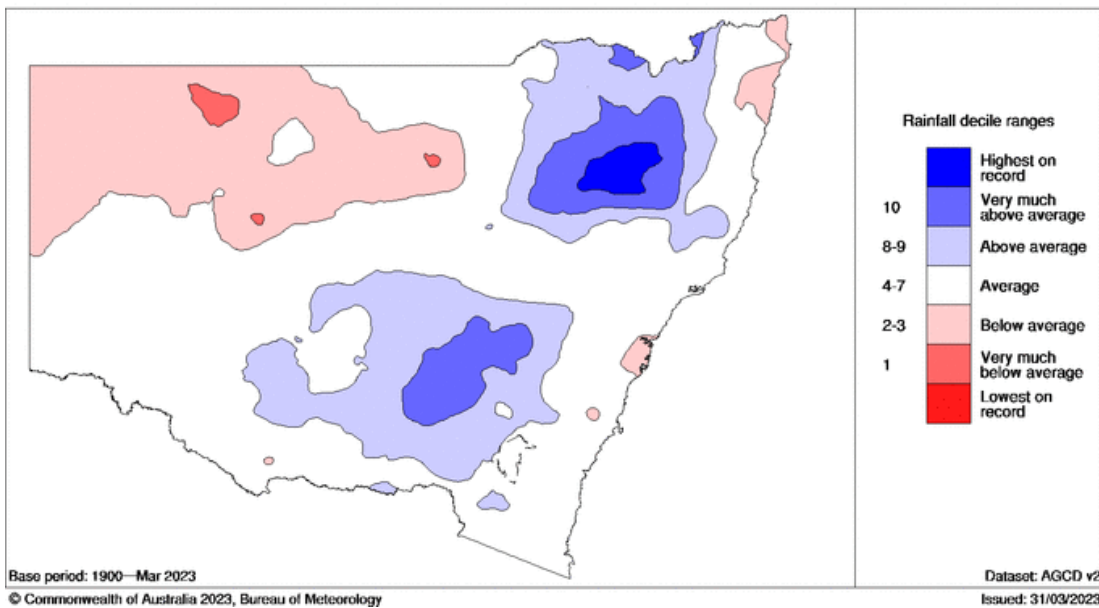 Rainfall decile ranges
Highest on
record
10
Very much
above average
8-9
Above average
4-7
Average
2-3
Below average
1
Very much
below average
Lowest on
record
Base period: 1900—Mar 2023
Dataset: AGCD v2
© Commonwealth of Australia 2023, Bureau of Meteorology
Issued: 31/03/2023